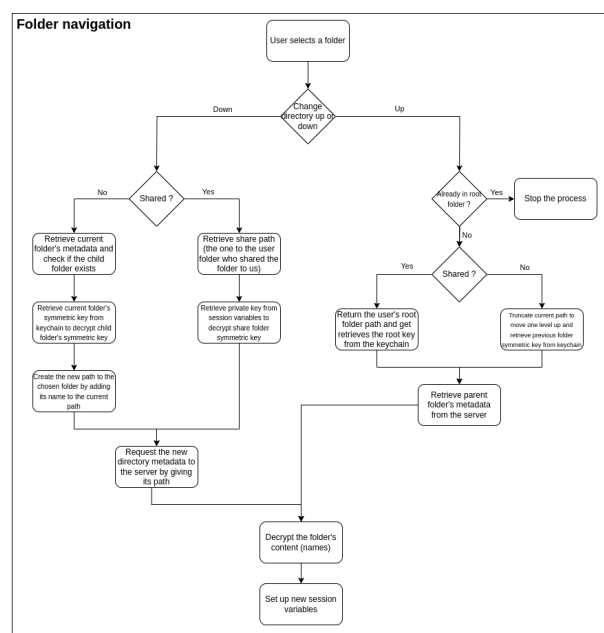 Folder navigation
User selects a folder
Change
directory up or
down
Down
Up
Shared ?
No
Yes
Already in root
folder ?
Yes
Stop the process
No
Retrieve current
folder's metadata and
check if the child
folder exists
Retrieve share path
(the one to the user
folder who shared the
folder to us)
Shared ?
Yes
No
Retrieve current folder's
symmetric key from
keychain to decrypt child
folder's symmetric key
Retrieve private key from
session variables to
decrypt share folder
symmetric key
Return the user's root
folder path and get
retrieves the root key
from the keychain
Truncate current path to
move one level up and
retrieve previous folder
symmetric key from keychain
Create the new path to the
chosen folder by adding
its name to the current
path
Retrieve parent
folder's metadata
from the server
Request the new
directory metadata to
the server by giving
its path
Decrypt the folder's
content (names)
Set up new session
variables